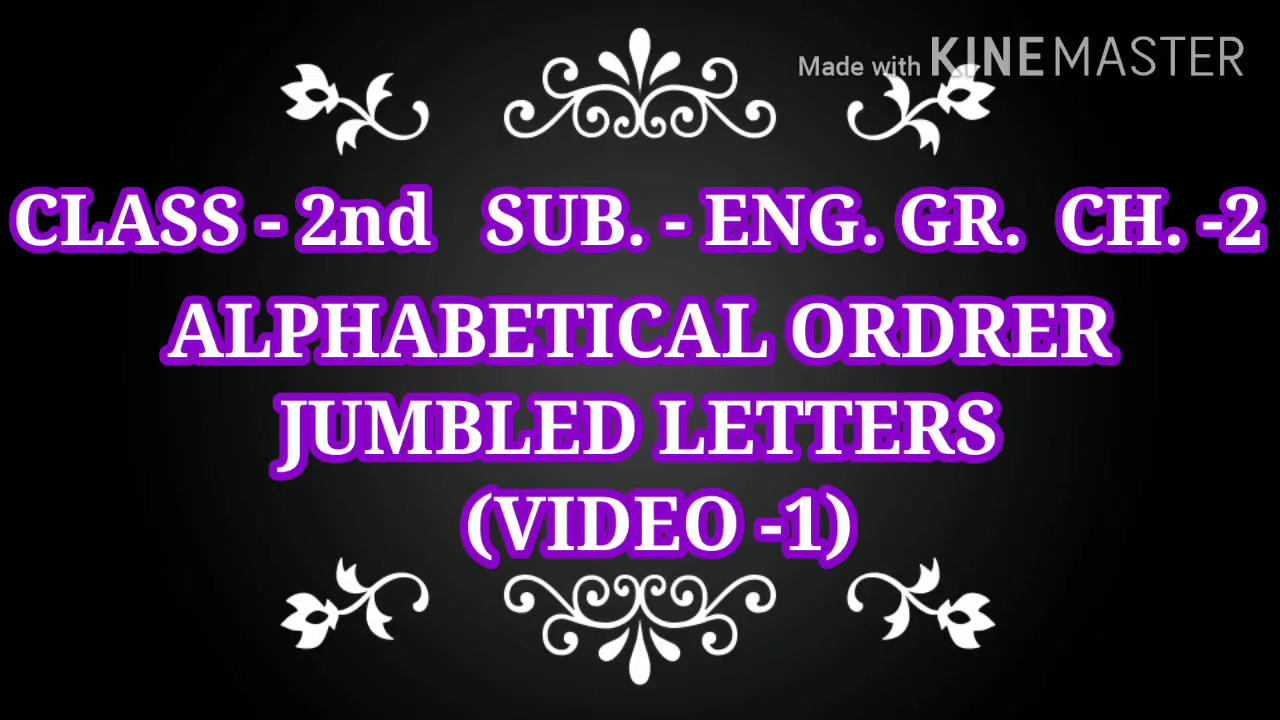 Made with KINEMASTER
CLASS - 2nd SUB. - ENG. GR. CH. -2
ALPHABETICAL ORDRER
JUMBLED LETTERS
(VIDEO -1)